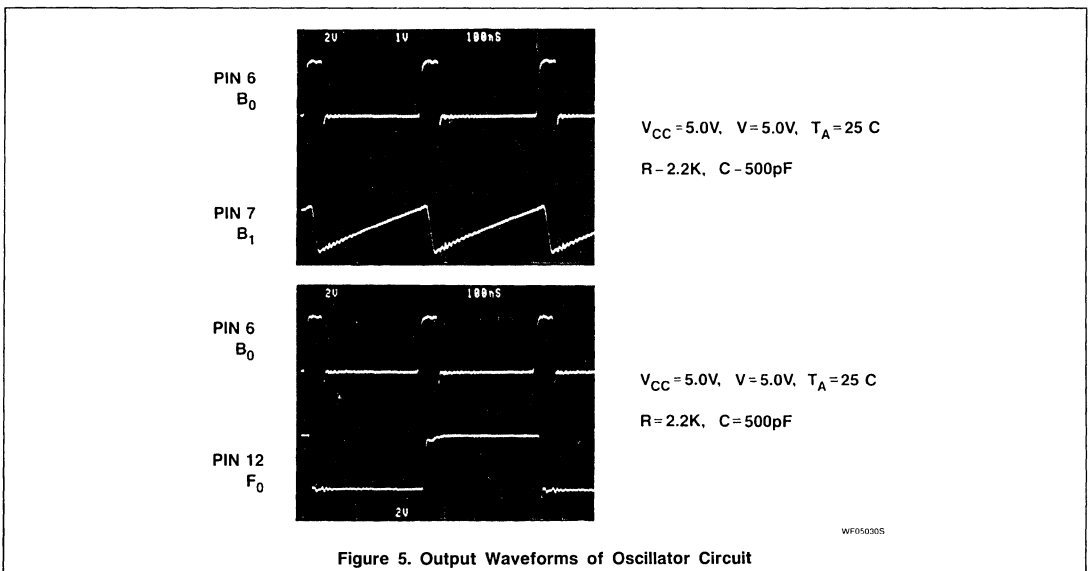 2V 1V 100nS
PIN 6
B0
VCC = 5.0V, V = 5.0V, TA = 25 C
R – 2.2K, C – 500pF
PIN 7
B1
2V 100nS
PIN 6
B0
VCC = 5.0V, V = 5.0V, TA = 25 C
R = 2.2K, C = 500pF
PIN 12
F0
2V
WF05030S
Figure 5. Output Waveforms of Oscillator Circuit